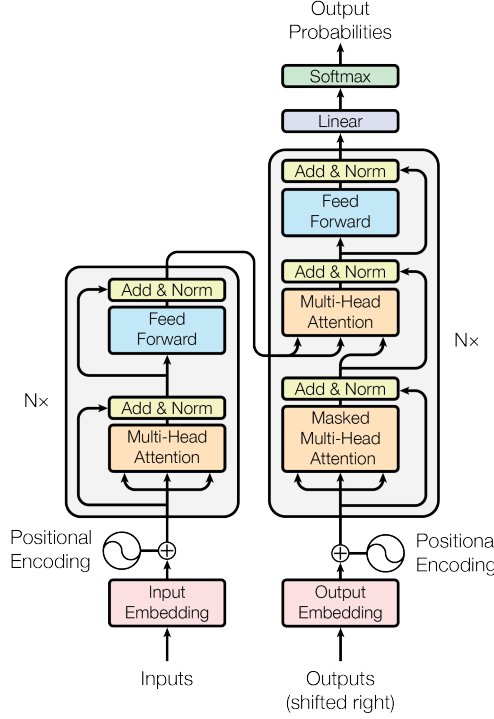 Output
Probabilities
Softmax
Linear
Add & Norm
Feed
Forward
Add & Norm
Multi-Head
Attention
Add & Norm
Masked
Multi-Head
Attention
N×
Add & Norm
Feed
Forward
Add & Norm
Multi-Head
Attention
N×
Positional
Encoding
Input
Embedding
Inputs
Positional
Encoding
Output
Embedding
Outputs
(shifted right)